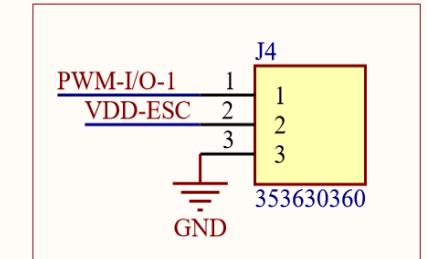 J4
PWM-I/O-1 1 1
VDD-ESC 2 2
3 3
353630360
GND